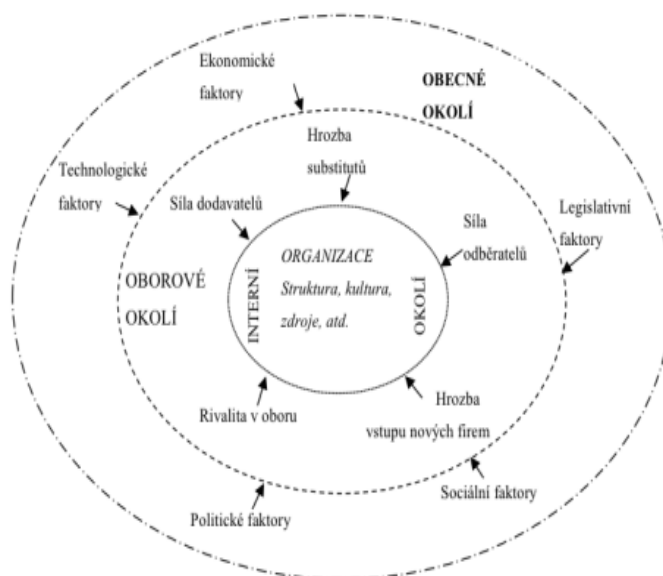 Ekonomické
faktory
OBECNÉ
OKOLÍ
Hrozba
substitutů
Technologické
faktory
Síla dodavatelů
Legislativní
faktory
Síla
odběratelů
ORGANIZACE
Struktura, kultura,
zdroje, atd.
INTERNÍ
OKOLÍ
OBOROVÉ
OKOLÍ
Rivalita v oboru
Hrozba
vstupu nových firem
Sociální faktory
Politické faktory